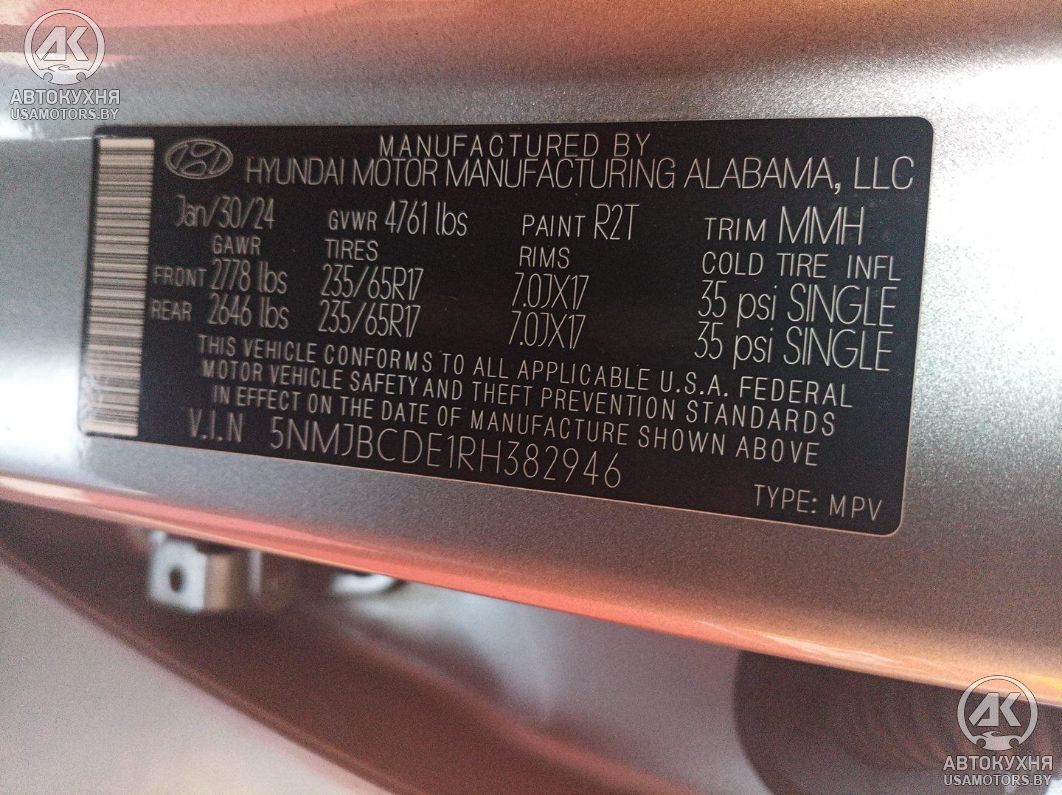 АК
АВТОКУХНЯ
USAMOTORS.BY
MANUFACTURED BY
HYUNDAI MOTOR MANUFACTURING ALABAMA, LLC
Jan/30/24 GVWR 4761 lbs PAINT R2T TRIM MMH
GAWR TIRES RIMS COLD TIRE INFL
FRONT 2778 lbs 235/65R17 7.0JX17 35 psi SINGLE
REAR 2646 lbs 235/65R17 7.0JX17 35 psi SINGLE
THIS VEHICLE CONFORMS TO ALL APPLICABLE U.S.A. FEDERAL
MOTOR VEHICLE SAFETY AND THEFT PREVENTION STANDARDS
IN EFFECT ON THE DATE OF MANUFACTURE SHOWN ABOVE
V.I.N 5NMJBCDE1RH382946
TYPE: MPV
АК
АВТОКУХНЯ
USAMOTORS.BY